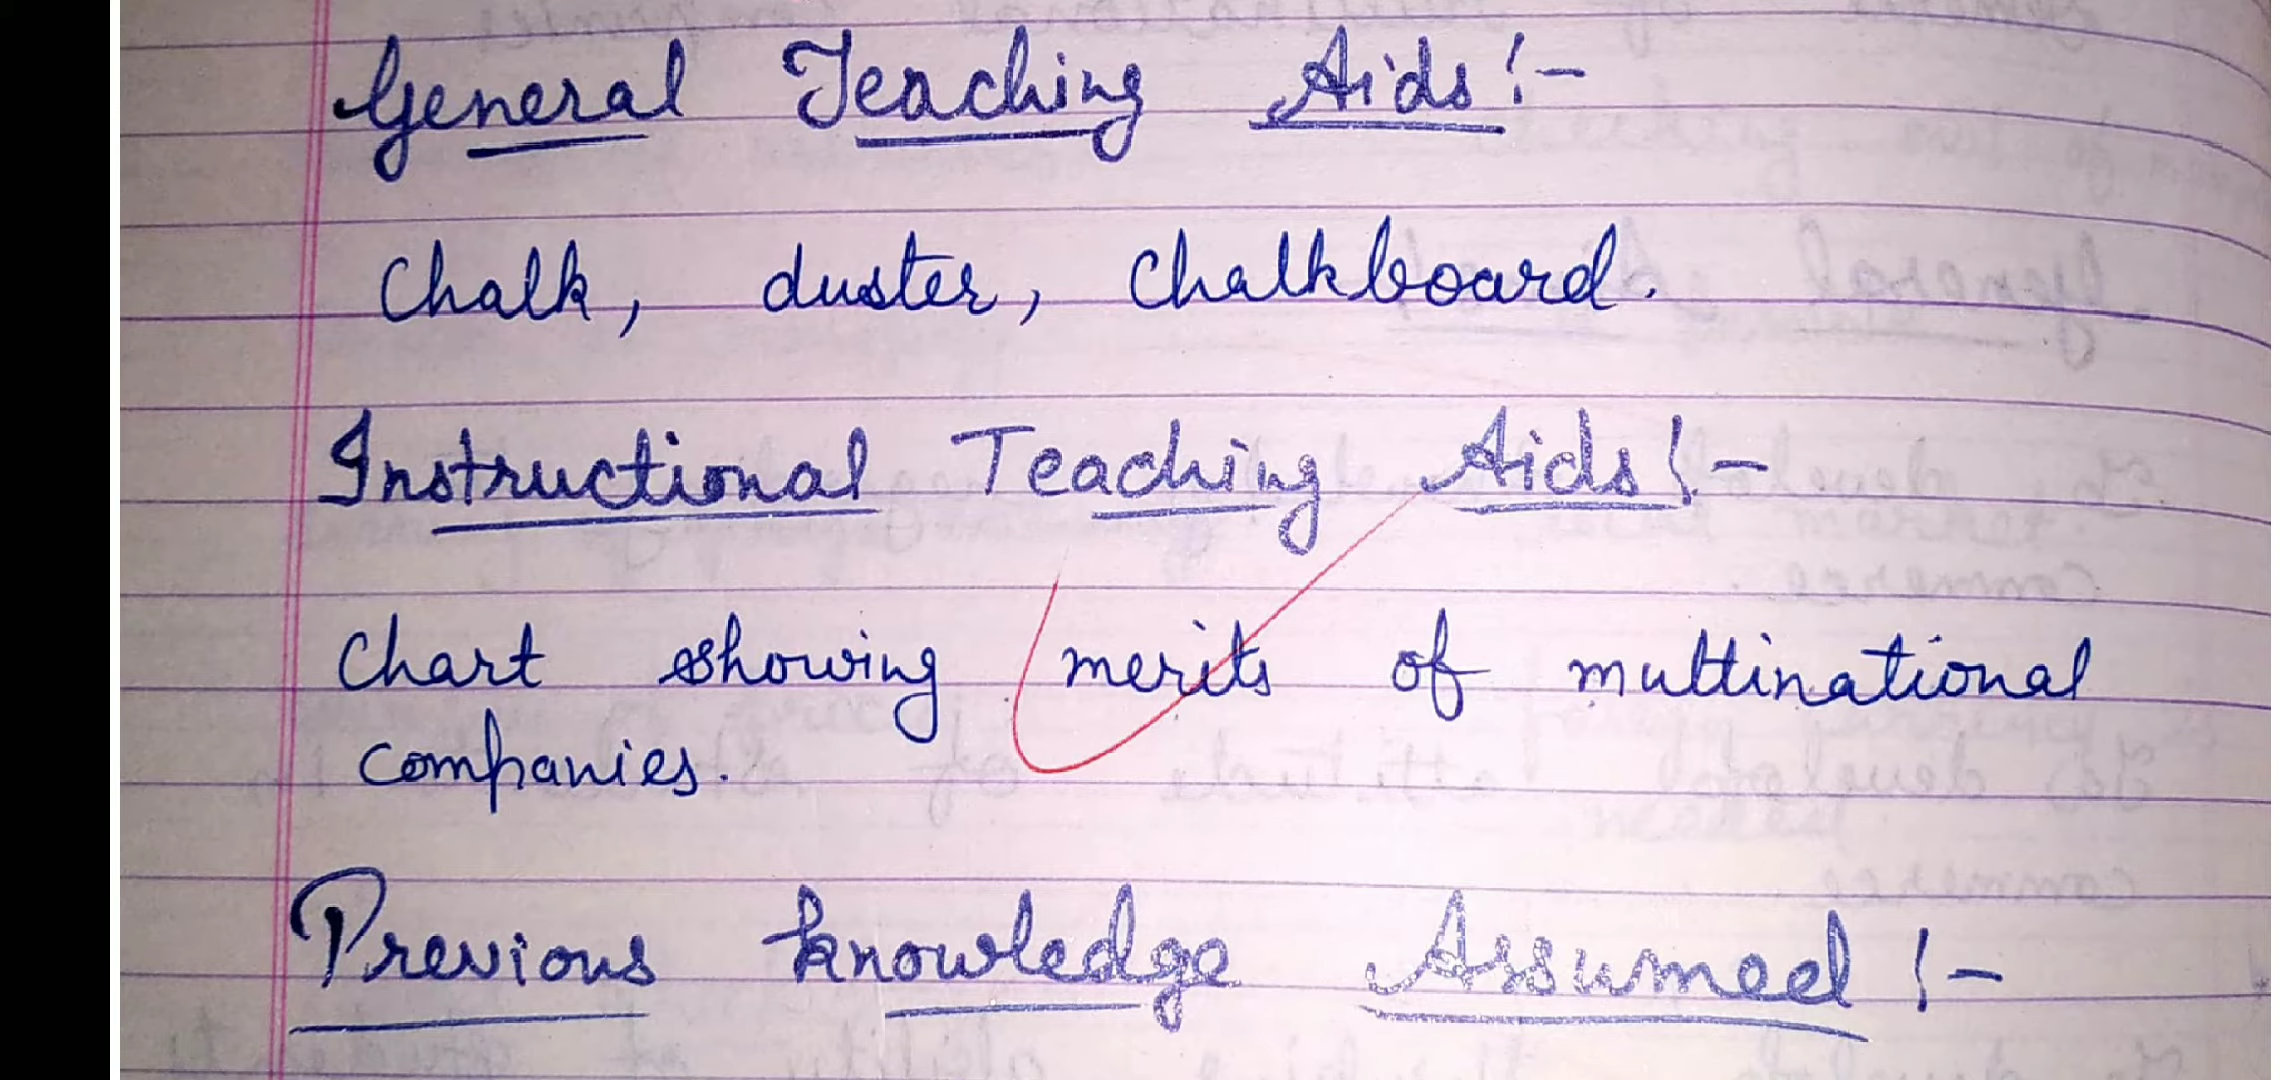 General Teaching Aids:-
Chalk, duster, Chalkboard.
Instructional Teaching Aids:-
Chart showing merits of multinational
companies.
Previous knowledge Assumed :-